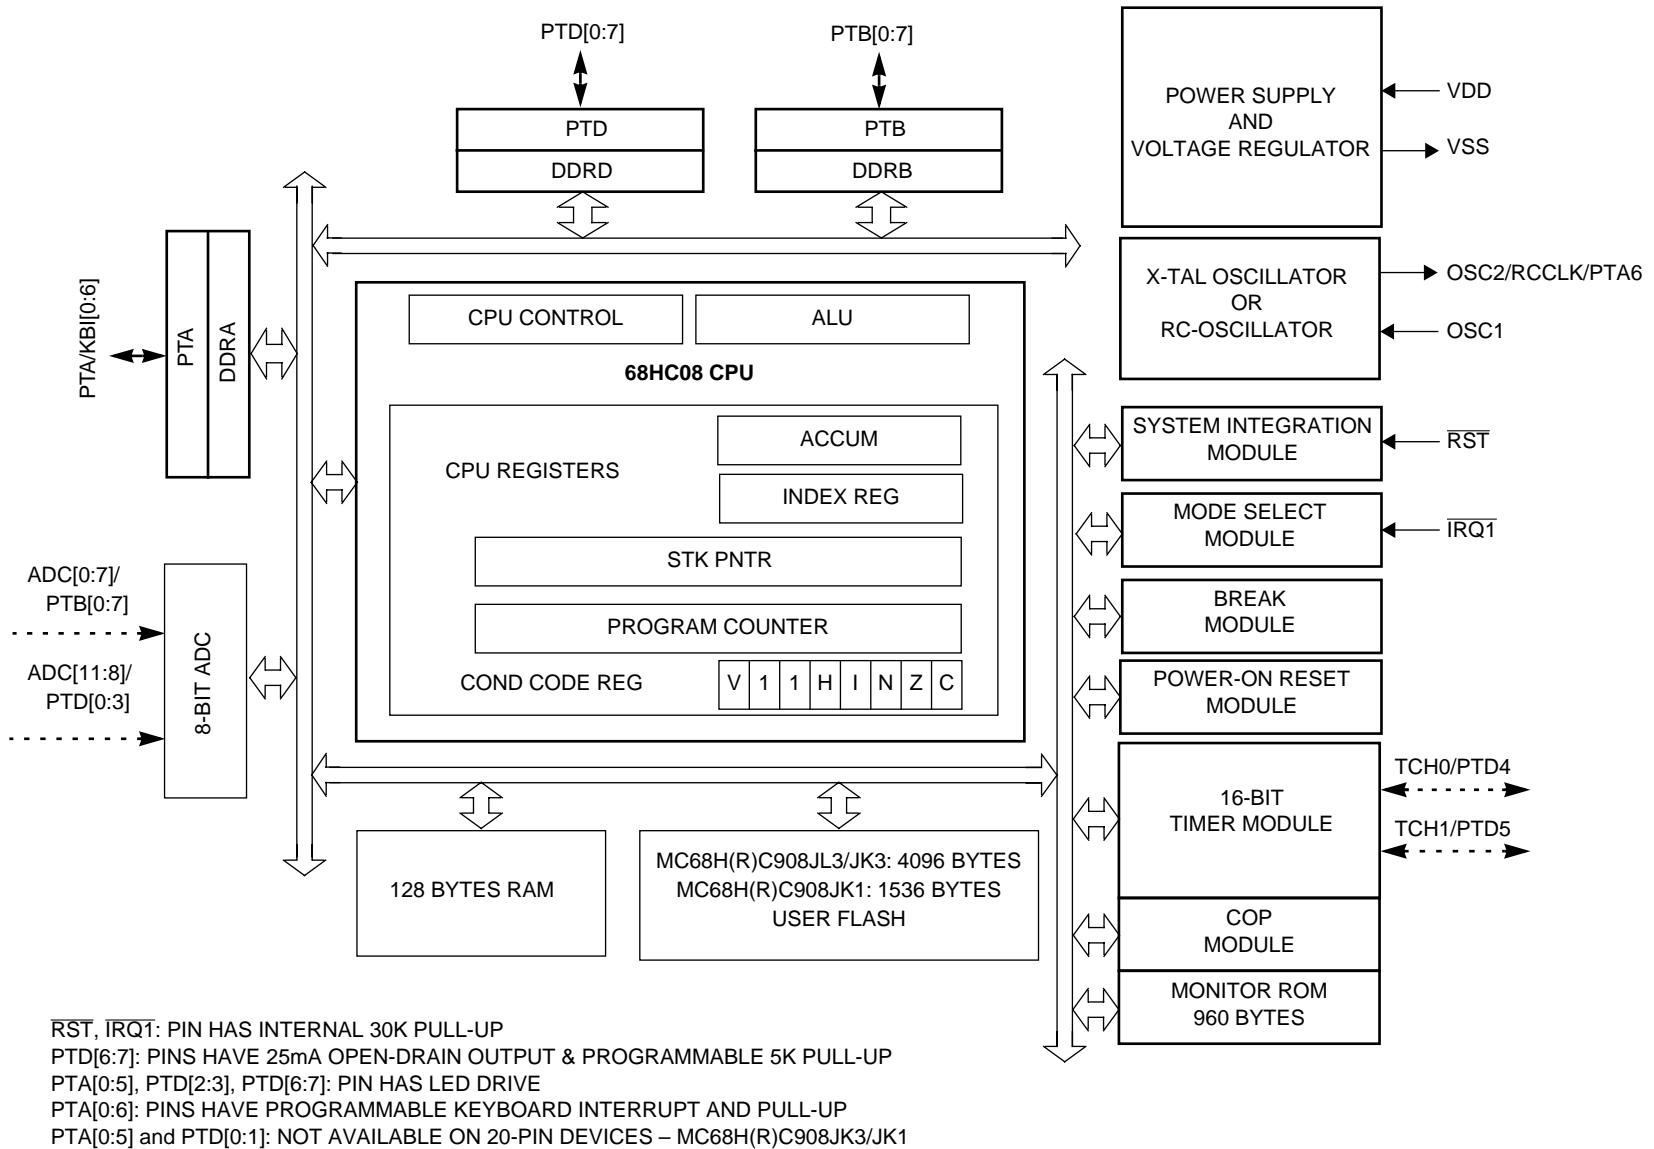 PTD[0:7]
PTB[0:7]
PTD
DDRD
PTB
DDRB
POWER SUPPLY
AND
VOLTAGE REGULATOR
VDD
VSS
PTA/KBI[0:6]
PTA
DDRA
X-TAL OSCILLATOR
OR
RC-OSCILLATOR
OSC2/RCCLK/PTA6
OSC1
CPU CONTROL
ALU
68HC08 CPU
CPU REGISTERS
ACCUM
INDEX REG
STK PNTR
PROGRAM COUNTER
COND CODE REG
V 1 1 H I N Z C
SYSTEM INTEGRATION
MODULE
RST
MODE SELECT
MODULE
IRQ1
BREAK
MODULE
POWER-ON RESET
MODULE
ADC[0:7]/
PTB[0:7]
ADC[11:8]/
PTD[0:3]
8-BIT ADC
16-BIT
TIMER MODULE
TCH0/PTD4
TCH1/PTD5
128 BYTES RAM
MC68H(R)C908JL3/JK3: 4096 BYTES
MC68H(R)C908JK1: 1536 BYTES
USER FLASH
COP
MODULE
MONITOR ROM
960 BYTES
RST, IRQ1: PIN HAS INTERNAL 30K PULL-UP
PTD[6:7]: PINS HAVE 25mA OPEN-DRAIN OUTPUT & PROGRAMMABLE 5K PULL-UP
PTA[0:5], PTD[2:3], PTD[6:7]: PIN HAS LED DRIVE
PTA[0:6]: PINS HAVE PROGRAMMABLE KEYBOARD INTERRUPT AND PULL-UP
PTA[0:5] and PTD[0:1]: NOT AVAILABLE ON 20-PIN DEVICES – MC68H(R)C908JK3/JK1